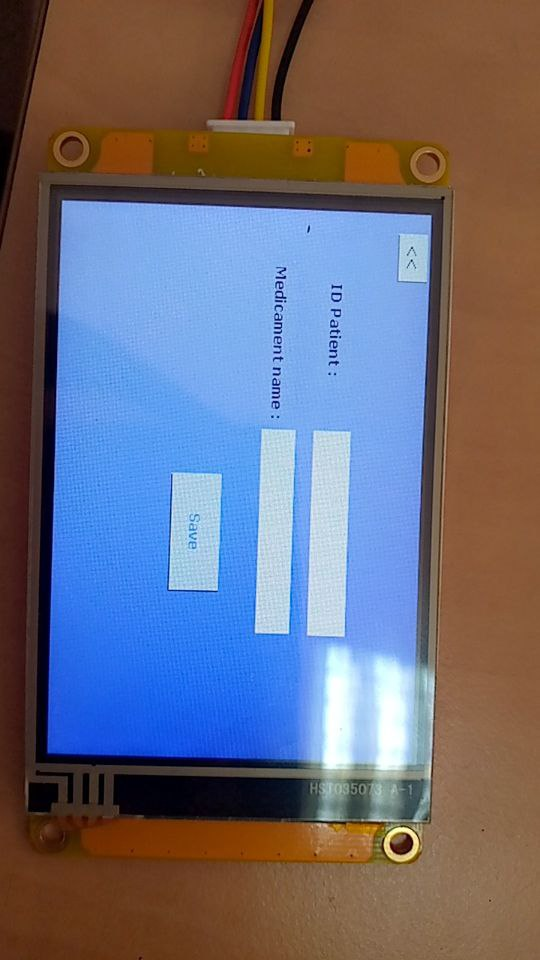 <<
ID Patient :
Medicament name :
Save
HST035073 A-1